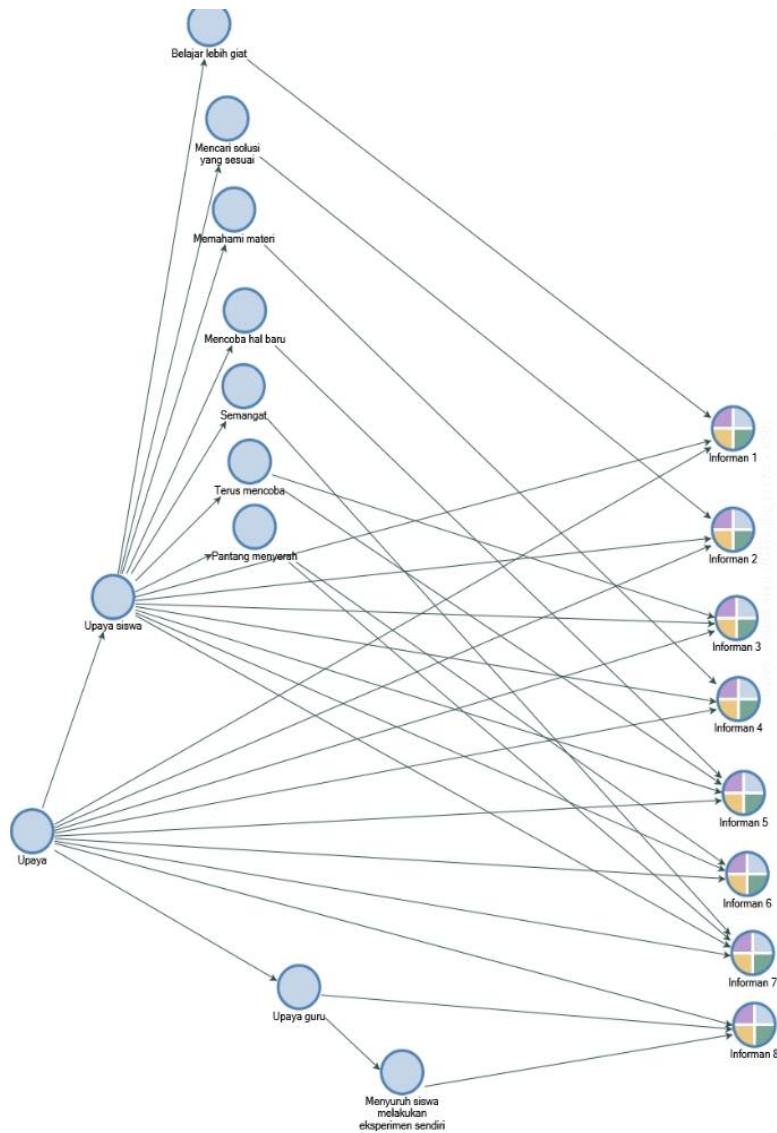 Belajar lebih giat
Mencari solusi
yang sesuai
Memahami materi
Mencoba hal baru
Semangat
Terus mencoba
Pantang menyerah
Upaya siswa
Informan 1
Informan 2
Informan 3
Informan 4
Informan 5
Informan 6
Informan 7
Informan 8
Upaya
Upaya guru
Menyuruh siswa
melakukan
eksperimen sendiri